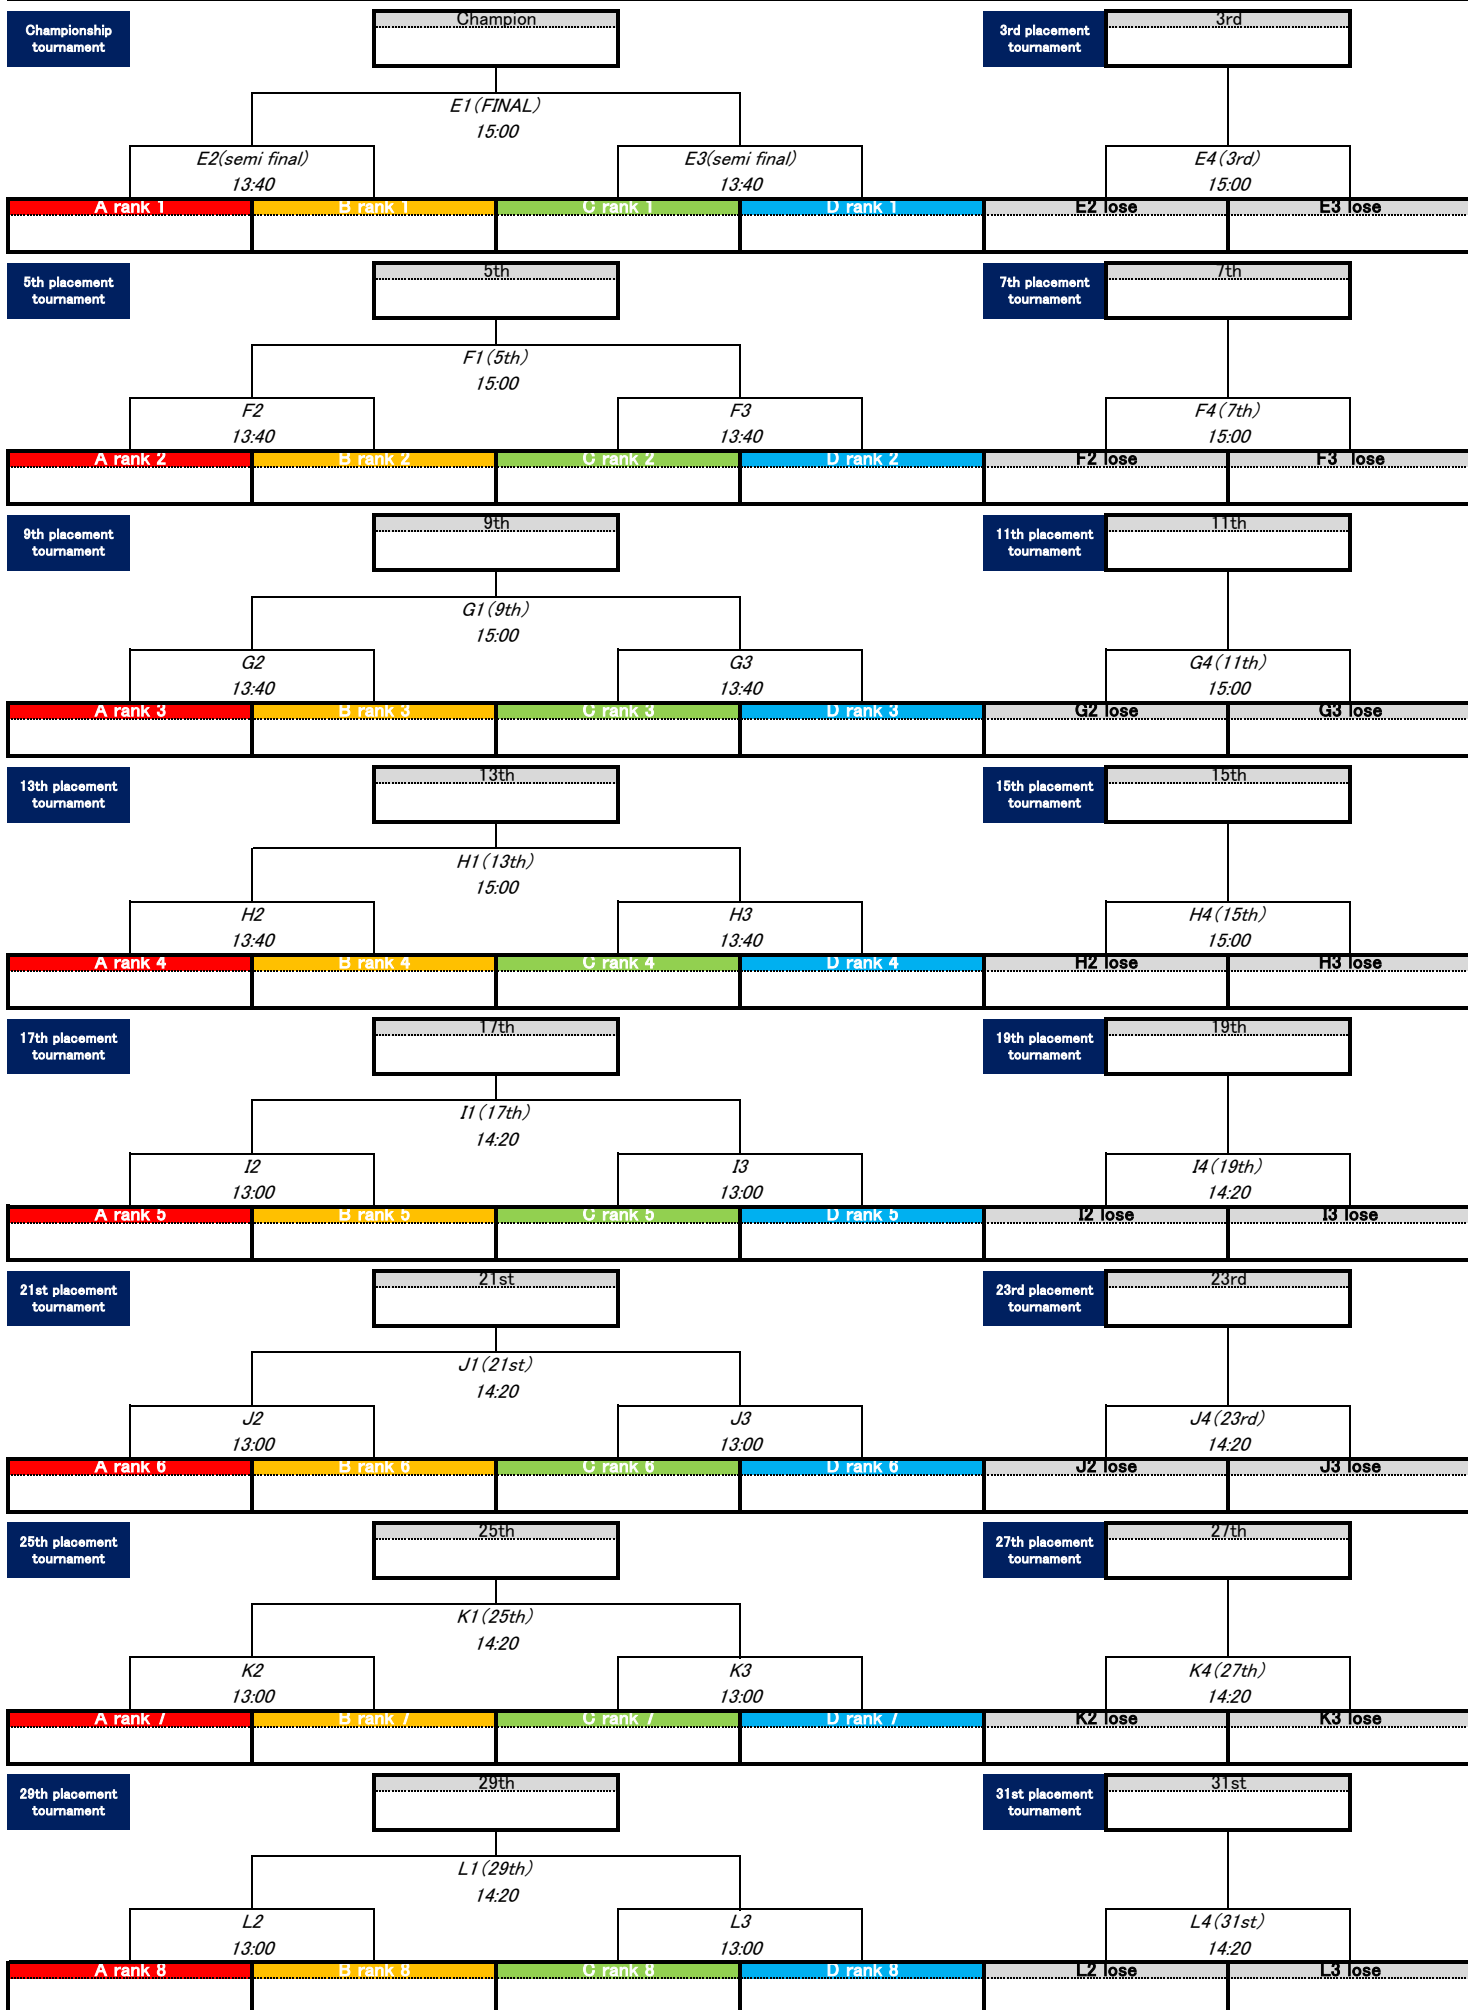 Championship
tournament
Champion
3rd placement
tournament
3rd
E1(FINAL)
15:00
E2(semi final)
13:40
E3(semi final)
13:40
E4(3rd)
15:00
A rank 1
B rank 1
C rank 1
D rank 1
E2 lose
E3 lose
5th placement
tournament
5th
7th placement
tournament
7th
F1(5th)
15:00
F2
13:40
F3
13:40
F4(7th)
15:00
A rank 2
B rank 2
C rank 2
D rank 2
F2 lose
F3 lose
9th placement
tournament
9th
11th placement
tournament
11th
G1(9th)
15:00
G2
13:40
G3
13:40
G4(11th)
15:00
A rank 3
B rank 3
C rank 3
D rank 3
G2 lose
G3 lose
13th placement
tournament
13th
15th placement
tournament
15th
H1(13th)
15:00
H2
13:40
H3
13:40
H4(15th)
15:00
A rank 4
B rank 4
C rank 4
D rank 4
H2 lose
H3 lose
17th placement
tournament
17th
19th placement
tournament
19th
I1(17th)
14:20
I2
13:00
I3
13:00
I4(19th)
14:20
A rank 5
B rank 5
C rank 5
D rank 5
I2 lose
I3 lose
21st placement
tournament
21st
23rd placement
tournament
23rd
J1(21st)
14:20
J2
13:00
J3
13:00
J4(23rd)
14:20
A rank 6
B rank 6
C rank 6
D rank 6
J2 lose
J3 lose
25th placement
tournament
25th
27th placement
tournament
27th
K1(25th)
14:20
K2
13:00
K3
13:00
K4(27th)
14:20
A rank 7
B rank 7
C rank 7
D rank 7
K2 lose
K3 lose
29th placement
tournament
29th
31st placement
tournament
31st
L1(29th)
14:20
L2
13:00
L3
13:00
L4(31st)
14:20
A rank 8
B rank 8
C rank 8
D rank 8
L2 lose
L3 lose